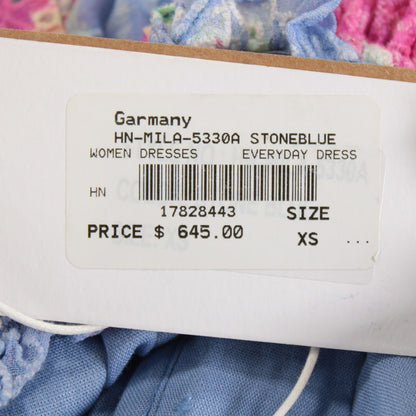 Garmany
HN-MILA-5330A STONEBLUE
WOMEN DRESSES EVERYDAY DRESS
HN
17828443 SIZE
PRICE $ 645.00 XS ...